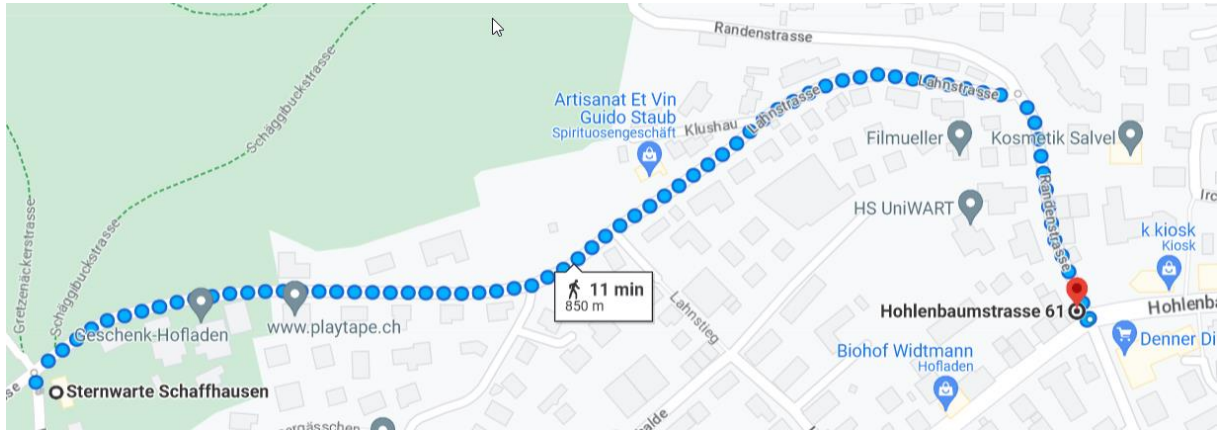 Randenstrasse
Schäggibuckstrasse
Lahnstrasse
Artisanat Et Vin
Guido Staub
Spirituosengeschäft
Klushau
Lahnstrasse
Filmueller
Kosmetik Salvel
Randenstrasse
HS UniWART
k kiosk
Kiosk
Gretzenäckerstrasse
Schäggibuckstrasse
11 min
850 m
Geschenk-Hofladen
www.playtape.ch
Lahnstieg
Hohlenbaumstrasse 61
Hohlenba
Denner Di
Biohof Widtmann
Hofladen
Sternwarte Schaffhausen